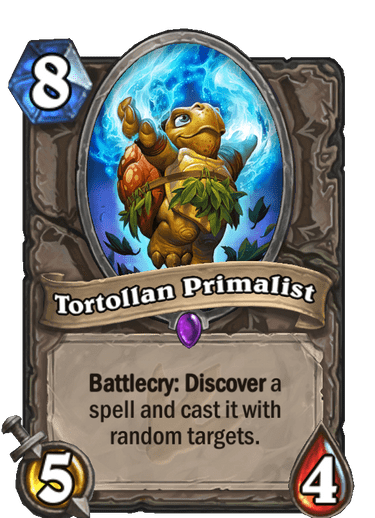 8
Tortollan Primalist
Battlecry: Discover a
spell and cast it with
random targets.
5
4